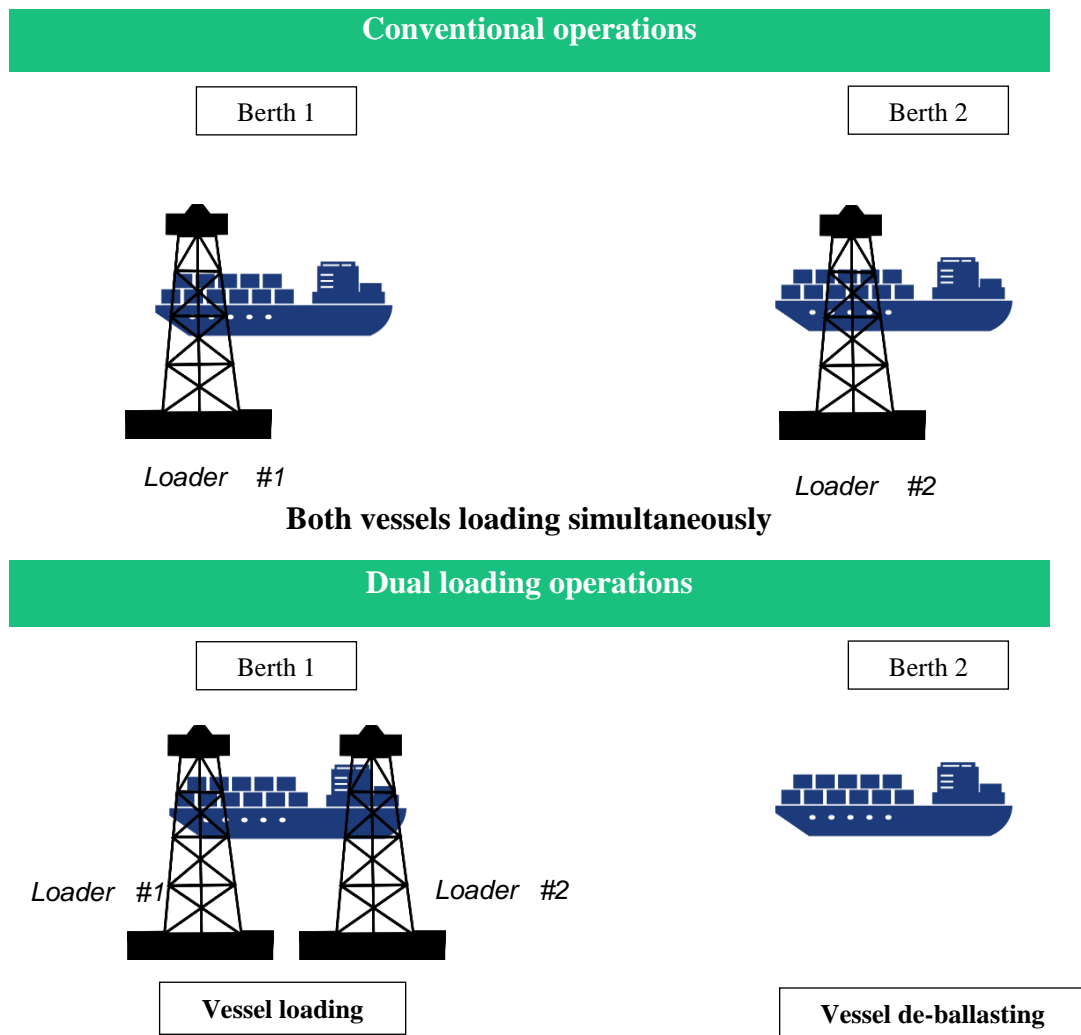 Conventional operations
Berth 1
Berth 2
Loader #1
Loader #2
Both vessels loading simultaneously
Dual loading operations
Berth 1
Berth 2
Loader #1
Loader #2
Vessel loading
Vessel de-ballasting